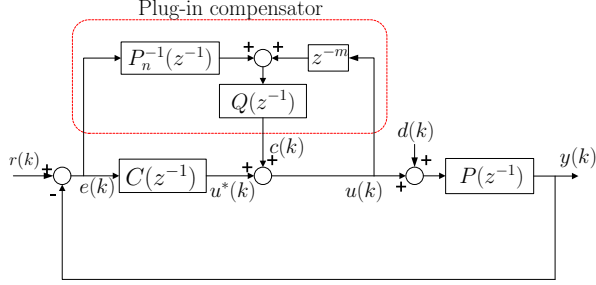 Plug-in compensator
P_n^{-1}(z^{-1})
+
+
z^{-m}
Q(z^{-1})
c(k)
d(k)
r(k)
+
-
e(k)
C(z^{-1})
u*(k)
+
+
u(k)
+
+
P(z^{-1})
y(k)